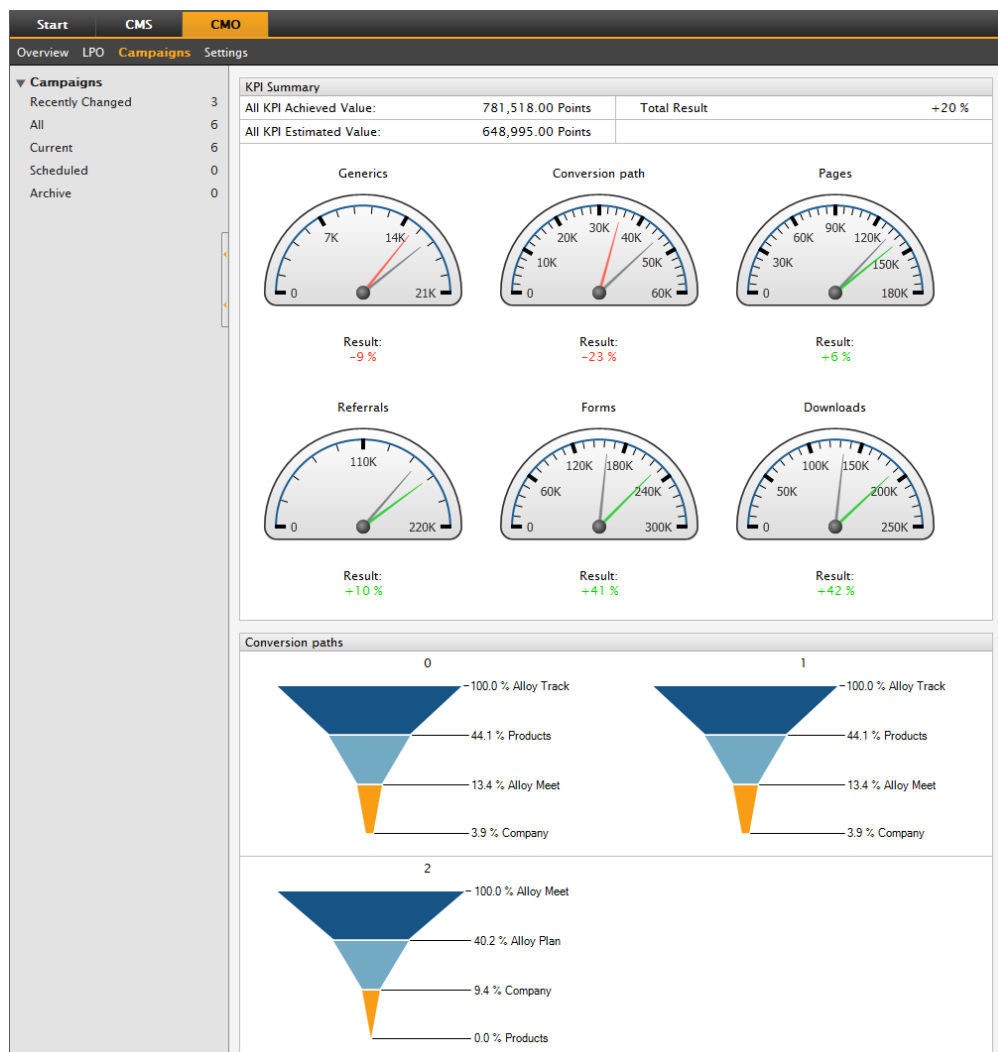 Start CMS CMO
Overview LPO Campaigns Settings
Campaigns
Recently Changed 3
All 6
Current 6
Scheduled 0
Archive 0
KPI Summary
All KPI Achieved Value: 781,518.00 Points Total Result +20 %
All KPI Estimated Value: 648,995.00 Points
Generics Conversion path Pages
0 7K 14K 21K
0 10K 20K 30K 40K 50K 60K
0 30K 60K 90K 120K 150K 180K
Result: Result: Result:
-9 % -23 % +6 %
Referrals Forms Downloads
0 110K 220K
0 60K 120K 180K 240K 300K
0 50K 100K 150K 200K 250K
Result: Result: Result:
+10 % +41 % +42 %
Conversion paths
0
100.0 % Alloy Track
44.1 % Products
13.4 % Alloy Meet
3.9 % Company
1
100.0 % Alloy Track
44.1 % Products
13.4 % Alloy Meet
3.9 % Company
2
100.0 % Alloy Meet
40.2 % Alloy Plan
9.4 % Company
0.0 % Products